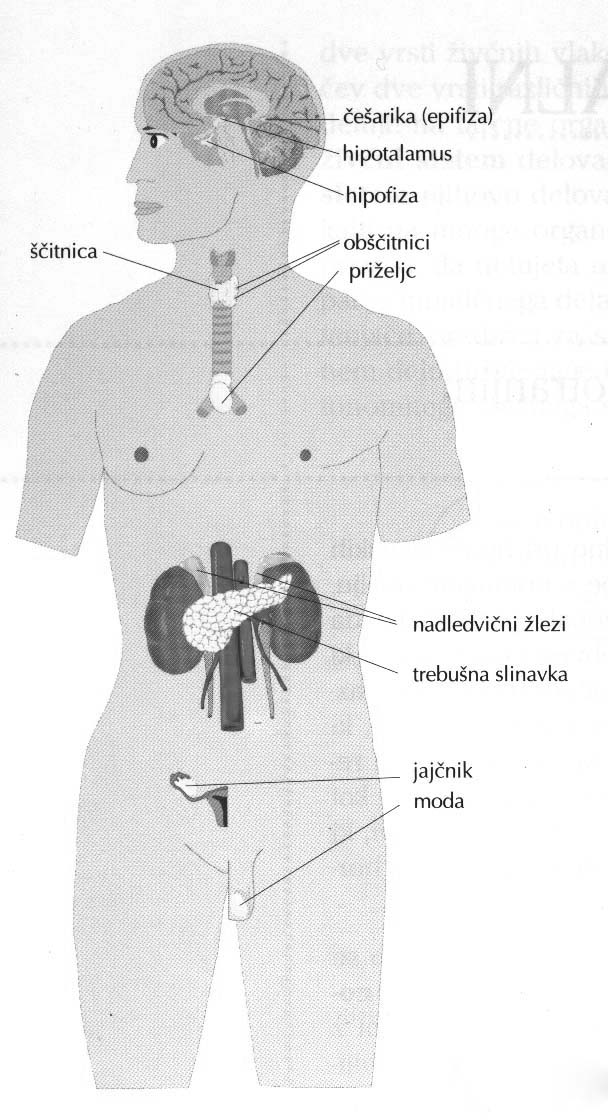 češarika (epifiza)
hipotalamus
hipofiza
ščitnica
obščitnici
priželjc
nadledvični žlezi
trebušna slinavka
jajčnik
moda